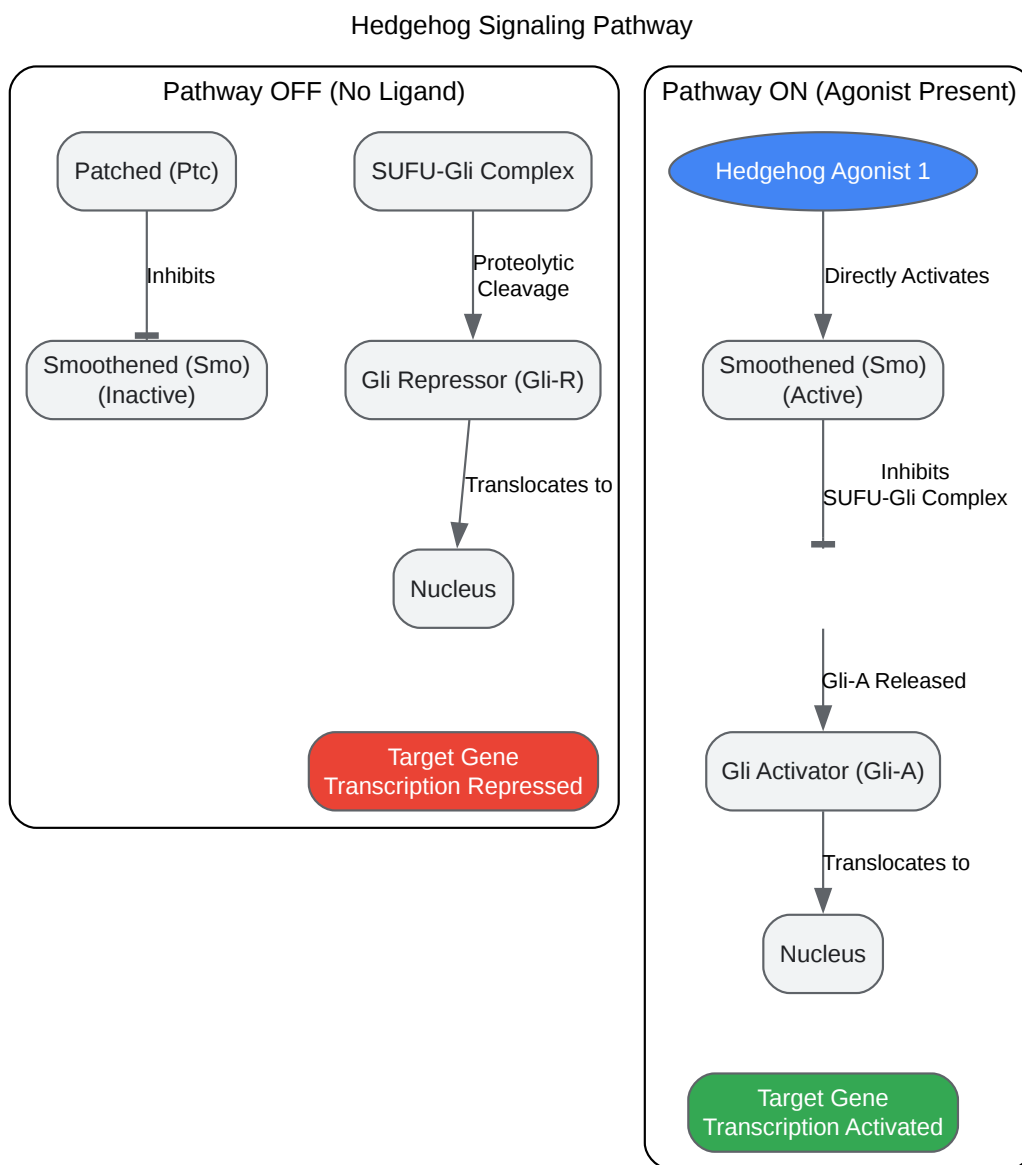 Hedgehog Signaling Pathway
Pathway OFF (No Ligand)
Patched (Ptc)
Inhibits
Smoothened (Smo)
(Inactive)
SUFU-Gli Complex
Proteolytic
Cleavage
Gli Repressor (Gli-R)
Translocates to
Nucleus
Target Gene
Transcription Repressed
Pathway ON (Agonist Present)
Hedgehog Agonist 1
Directly Activates
Smoothened (Smo)
(Active)
Inhibits
SUFU-Gli Complex
Gli-A Released
Gli Activator (Gli-A)
Translocates to
Nucleus
Target Gene
Transcription Activated